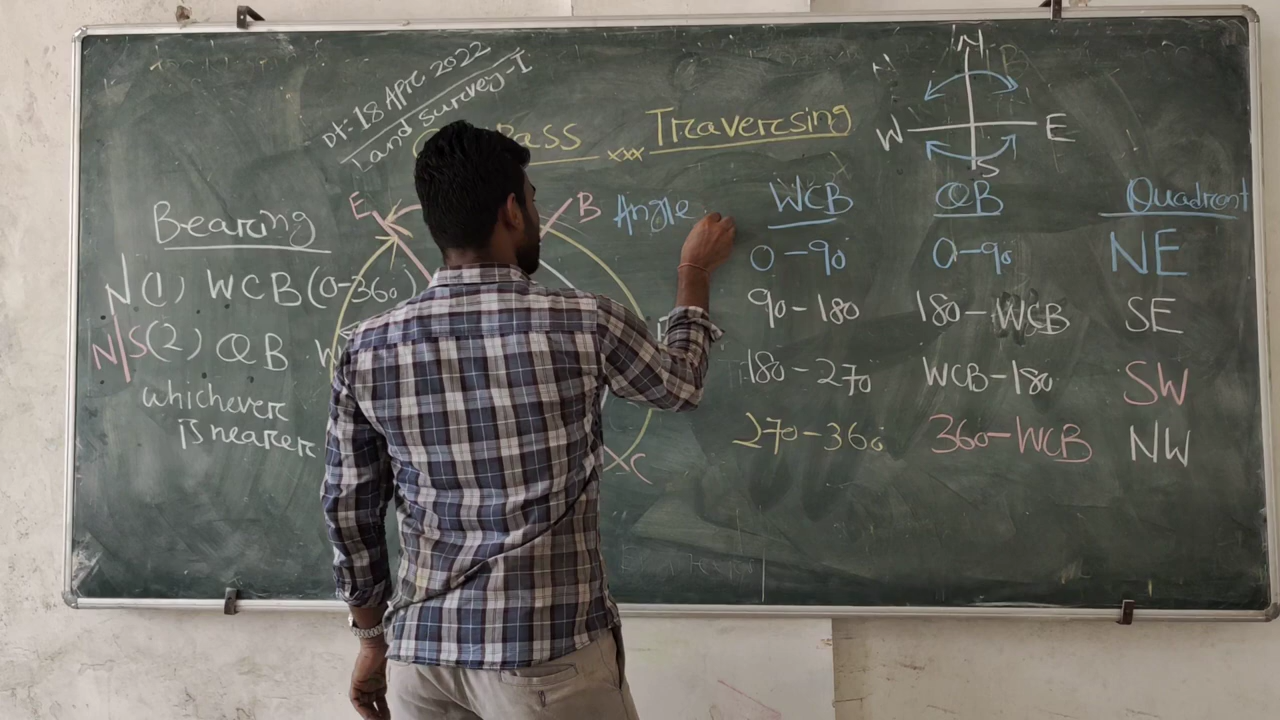 Dt: 18 Apr 2022
Land survey-I
Pass xxx Traversing
N
B
W E
S
Bearing
N (1) WCB (0-360)
N/S (2) QB W
whichever
is nearer
E
B
C
Angle WCB QB Quadrant
0-90 0-90 NE
90-180 180-WCB SE
180-270 WCB-180 SW
270-360 360-WCB NW